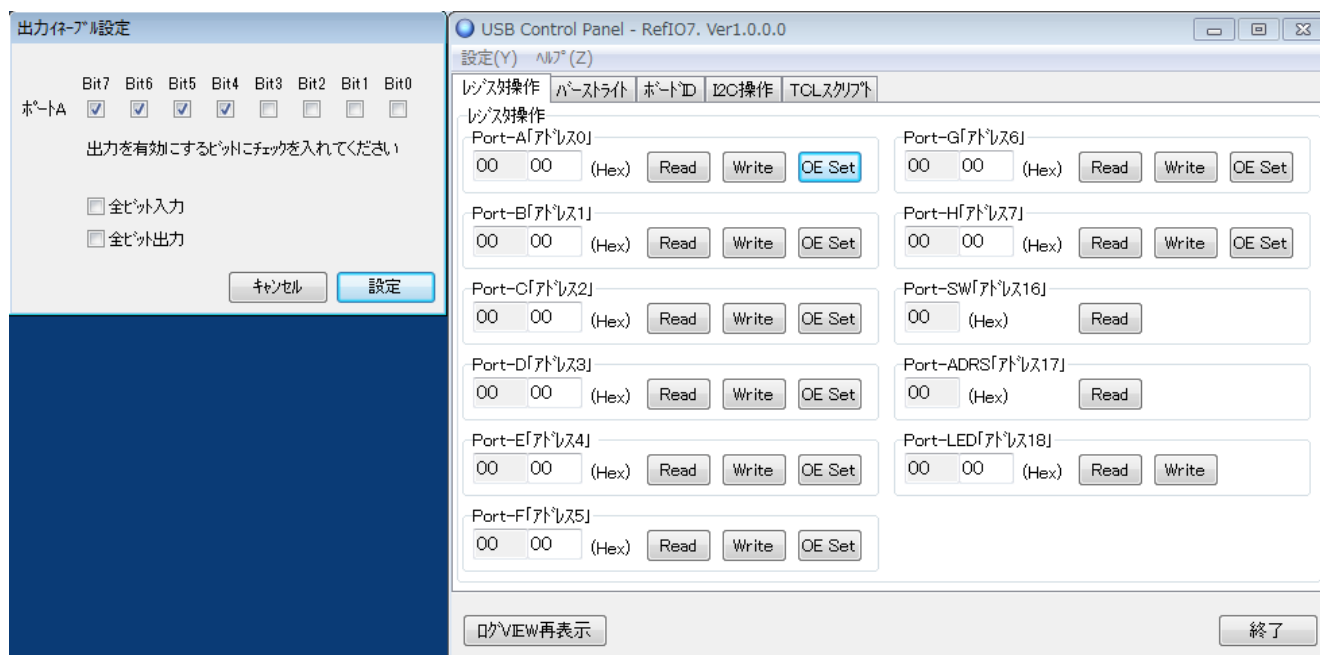 出力ｲﾈｰﾌﾞﾙ設定
Bit7 Bit6 Bit5 Bit4 Bit3 Bit2 Bit1 Bit0
ﾎﾟｰﾄA
出力を有効にするﾋﾞｯﾄにﾁｪｯｸを入れてください
全ﾋﾞｯﾄ入力
全ﾋﾞｯﾄ出力
ｷｬﾝｾﾙ 設定
USB Control Panel - RefIO7. Ver1.0.0.0
設定(Y) ﾍﾙﾌﾟ(Z)
ﾚｼﾞｽﾀ操作 ﾊﾞｰｽﾄﾗｲﾄ ﾎﾞｰﾄﾞID I2C操作 TCLｽｸﾘﾌﾟﾄ
ﾚｼﾞｽﾀ操作
Port-A｢ｱﾄﾞﾚｽ0｣
00 00 (Hex) Read Write OE Set
Port-B｢ｱﾄﾞﾚｽ1｣
00 00 (Hex) Read Write OE Set
Port-C｢ｱﾄﾞﾚｽ2｣
00 00 (Hex) Read Write OE Set
Port-D｢ｱﾄﾞﾚｽ3｣
00 00 (Hex) Read Write OE Set
Port-E｢ｱﾄﾞﾚｽ4｣
00 00 (Hex) Read Write OE Set
Port-F｢ｱﾄﾞﾚｽ5｣
00 00 (Hex) Read Write OE Set
Port-G｢ｱﾄﾞﾚｽ6｣
00 00 (Hex) Read Write OE Set
Port-H｢ｱﾄﾞﾚｽ7｣
00 00 (Hex) Read Write OE Set
Port-SW｢ｱﾄﾞﾚｽ16｣
00 (Hex) Read
Port-ADRS｢ｱﾄﾞﾚｽ17｣
00 (Hex) Read
Port-LED｢ｱﾄﾞﾚｽ18｣
00 00 (Hex) Read Write
ﾛｸﾞVIEW再表示 終了